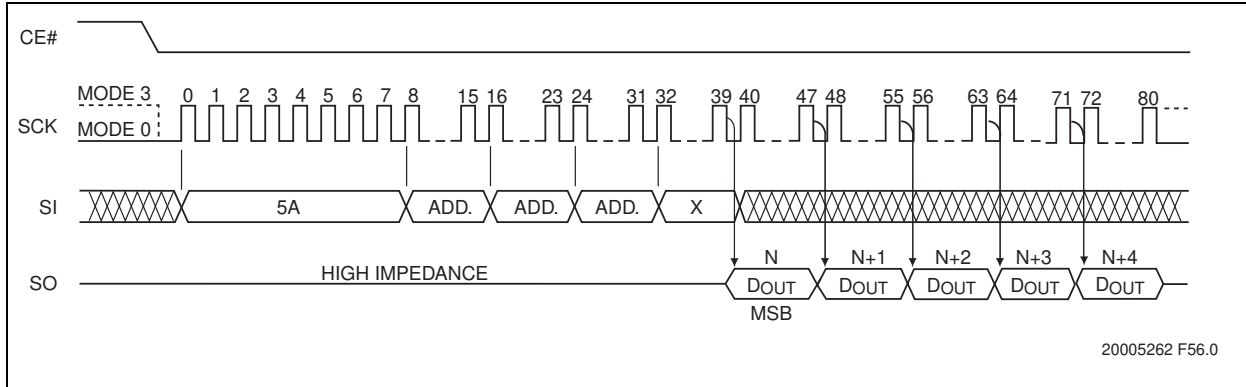 CE#
MODE 3
0 1 2 3 4 5 6 7 8 15 16 23 24 31 32 39 40 47 48 55 56 63 64 71 72 80
SCK
MODE 0
SI
5A ADD. ADD. ADD. X
N N+1 N+2 N+3 N+4
HIGH IMPEDANCE
SO
DOUT DOUT DOUT DOUT DOUT
MSB
20005262 F56.0